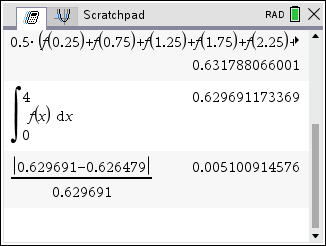 Scratchpad RAD
0.5· (f(0.25)+f(0.75)+f(1.25)+f(1.75)+f(2.25)+
0.631788066001
4
∫ f(x) dx
0
0.629691173369
|0.629691−0.626479|
0.629691
0.005100914576